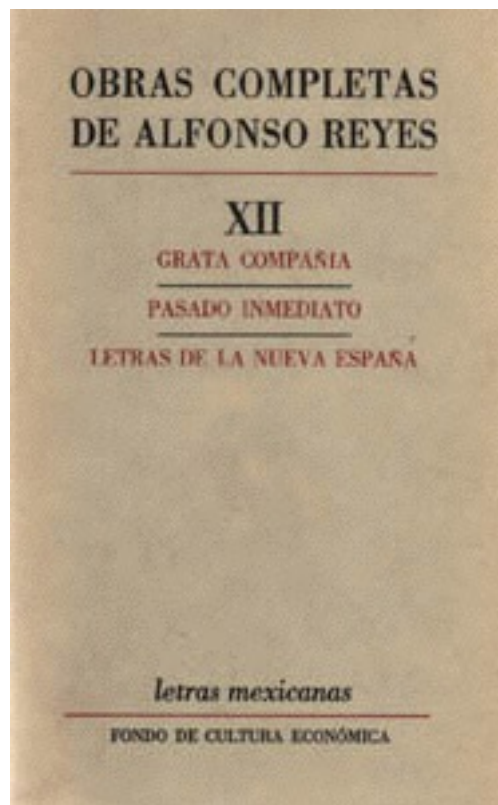 OBRAS COMPLETAS
DE ALFONSO REYES
XII
GRATA COMPAÑIA
PASADO INMEDIATO
LETRAS DE LA NUEVA ESPAÑA
letras mexicanas
FONDO DE CULTURA ECONÓMICA